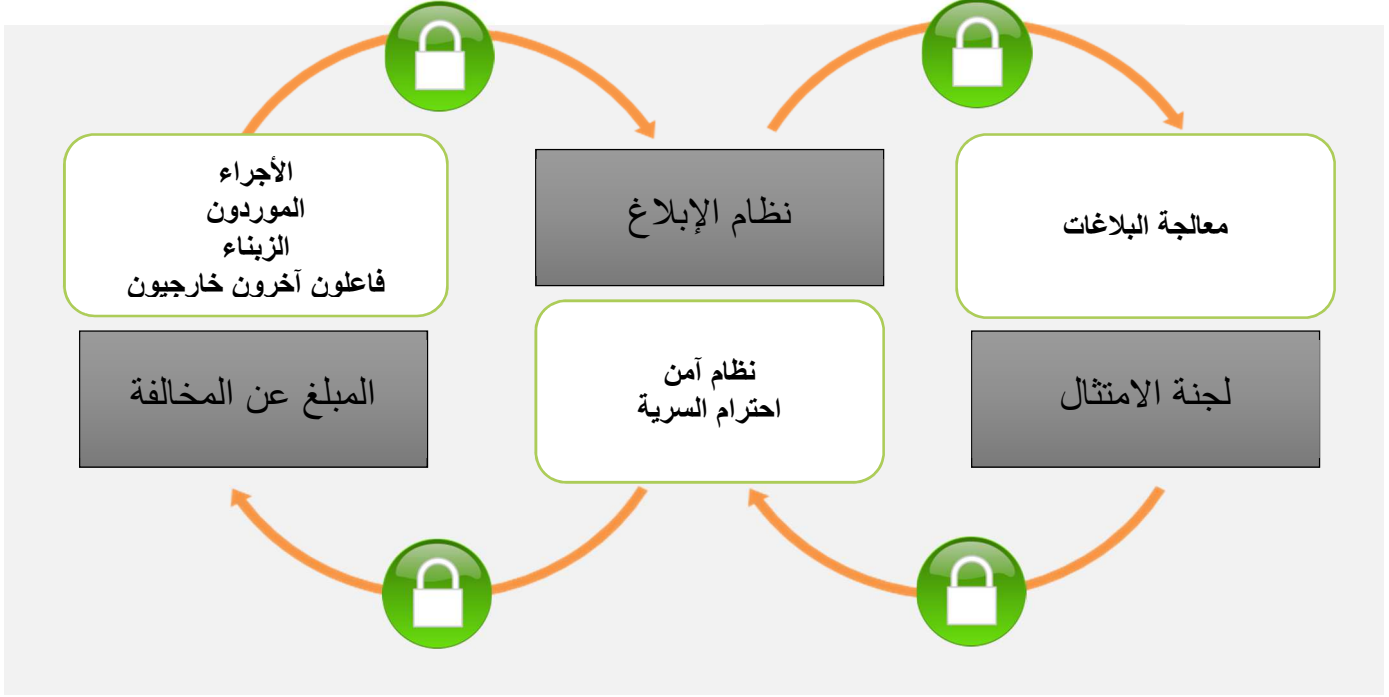 الأجراء
الموردون
الزبناء
فاعلون آخرون خارجيون
المبلغ عن المخالفة
نظام الإبلاغ
نظام آمن
احترام السرية
معالجة البلاغات
لجنة الامتثال